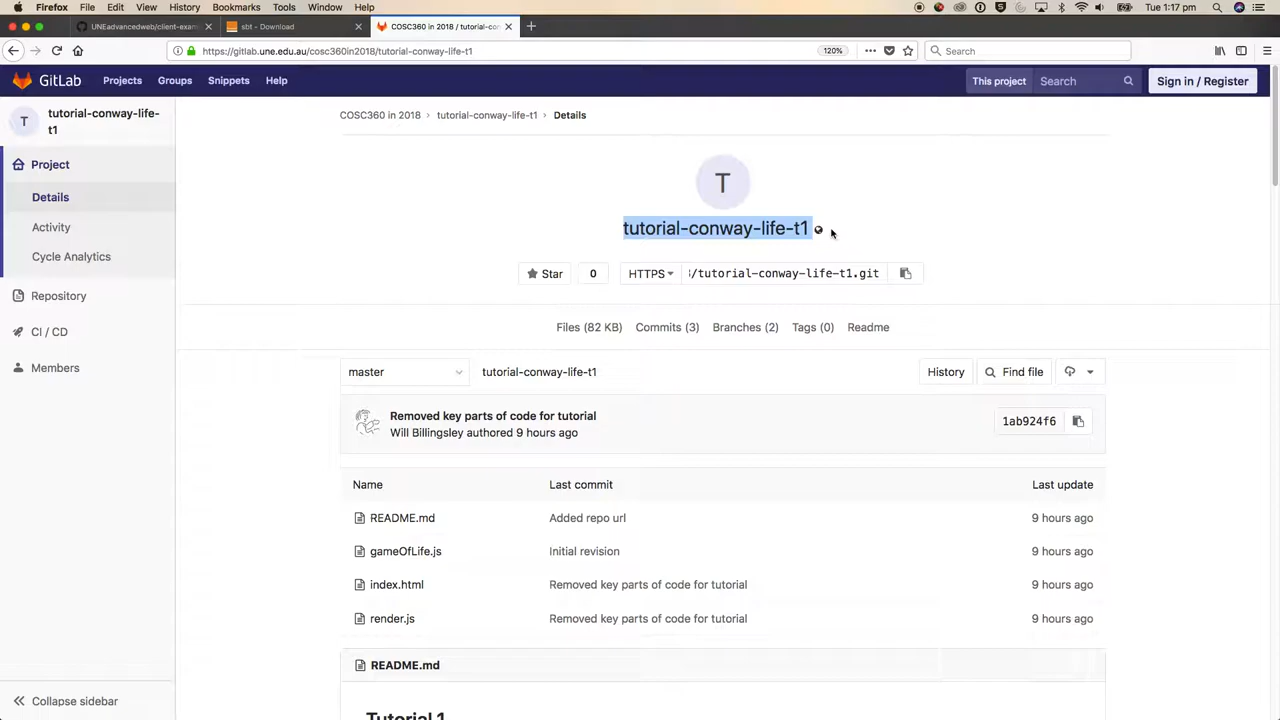 Firefox File Edit View History Bookmarks Tools Window Help
Tue 1:17 pm
UNEadvancedweb/client-exam
sbt - Download
COSC360 in 2018 / tutorial-con
https://gitlab.une.edu.au/cosc360in2018/tutorial-conway-life-t1
120%
Search
GitLab
Projects
Groups
Snippets
Help
This project
Search
Sign in / Register
T
tutorial-conway-life-t1
Project
Details
Activity
Cycle Analytics
Repository
CI / CD
Members
Collapse sidebar
COSC360 in 2018 › tutorial-conway-life-t1 › Details
T
tutorial-conway-life-t1
Star
0
HTTPS
/tutorial-conway-life-t1.git
Files (82 KB)
Commits (3)
Branches (2)
Tags (0)
Readme
master
tutorial-conway-life-t1
History
Find file
Removed key parts of code for tutorial
Will Billingsley authored 9 hours ago
1ab924f6
Name
Last commit
Last update
README.md
Added repo url
9 hours ago
gameOfLife.js
Initial revision
9 hours ago
index.html
Removed key parts of code for tutorial
9 hours ago
render.js
Removed key parts of code for tutorial
9 hours ago
README.md
Tutorial 1